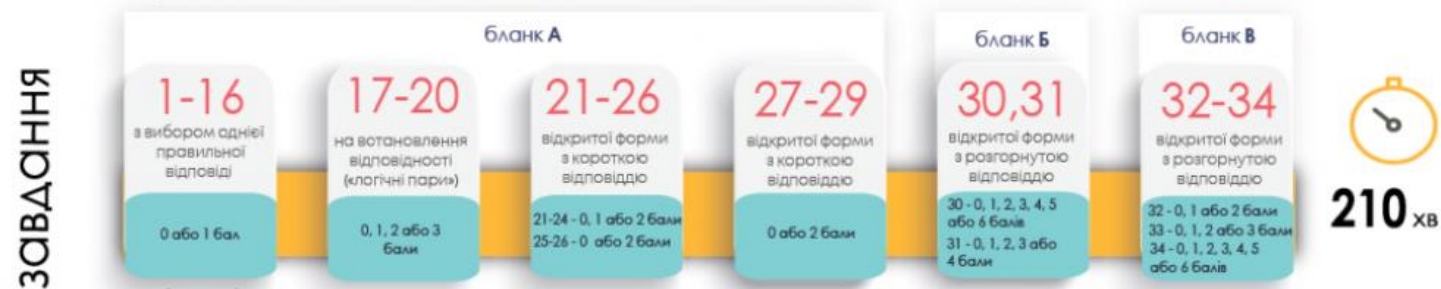 завдання
бланк А
бланк Б
бланк В
1-16
з вибором однієї
правильної
відповіді
0 або 1 бал
17-20
на встановлення
відповідності
(«логічні пари»)
0, 1, 2 або 3
бали
21-26
відкритої форми
з короткою
відповіддю
21-24 - 0, 1 або 2 бали
25-26 - 0 або 2 бали
27-29
відкритої форми
з короткою
відповіддю
0 або 2 бали
30,31
відкритої форми
з розгорнутою
відповіддю
30 - 0, 1, 2, 3, 4, 5
або 6 балів
31 - 0, 1, 2, 3 або
4 бали
32-34
відкритої форми
з розгорнутою
відповіддю
32 - 0, 1 або 2 бали
33 - 0, 1, 2 або 3 бали
34 - 0, 1, 2, 3, 4, 5
або 6 балів
210 хв